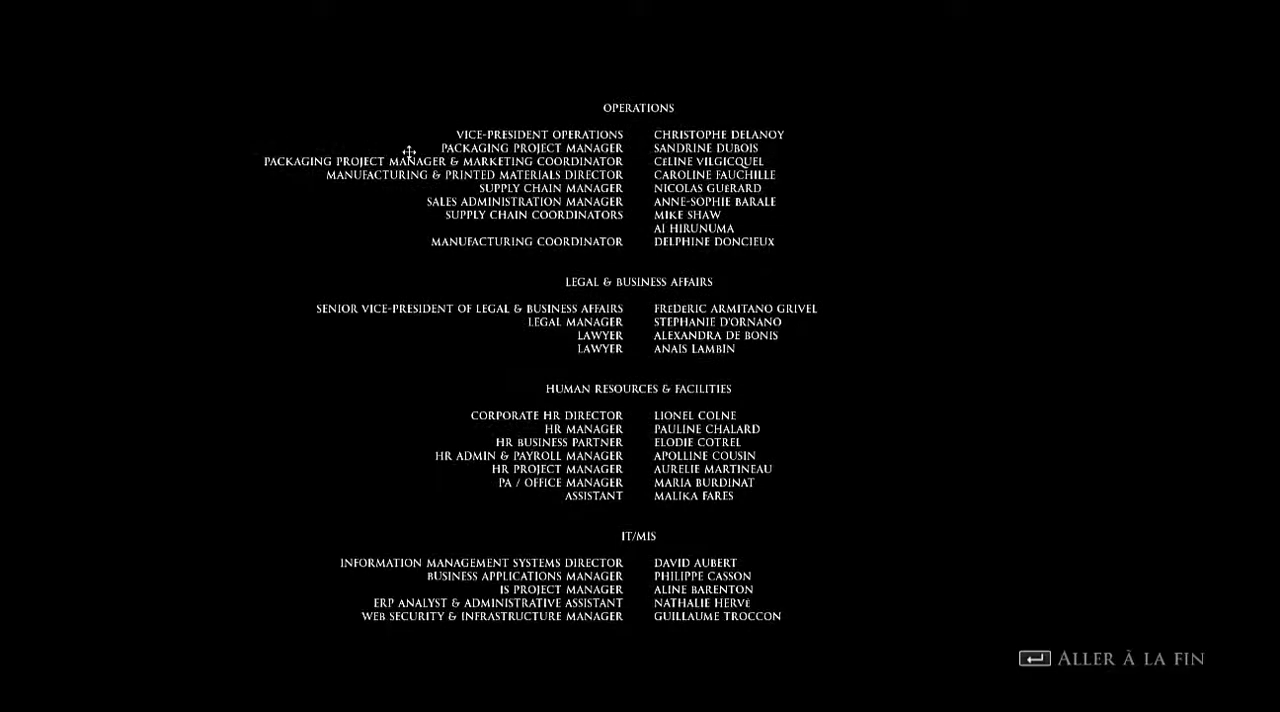 OPERATIONS
VICE-PRESIDENT OPERATIONS CHRISTOPHE DELANOY
PACKAGING PROJECT MANAGER SANDRINE DUBOIS
PACKAGING PROJECT MANAGER & MARKETING COORDINATOR CéLINE VILGICQUEL
MANUFACTURING & PRINTED MATERIALS DIRECTOR CAROLINE FAUCHILLE
SUPPLY CHAIN MANAGER NICOLAS GUéRARD
SALES ADMINISTRATION MANAGER ANNE-SOPHIE BARALE
SUPPLY CHAIN COORDINATORS MIKE SHAW
AI HIRUNUMA
MANUFACTURING COORDINATOR DELPHINE DONCIEUX
LEGAL & BUSINESS AFFAIRS
SENIOR VICE-PRESIDENT OF LEGAL & BUSINESS AFFAIRS FRéDéRIC ARMITANO GRIVEL
LEGAL MANAGER STEPHANIE D'ORNANO
LAWYER ALEXANDRA DE BONIS
LAWYER ANAIS LAMBIN
HUMAN RESOURCES & FACILITIES
CORPORATE HR DIRECTOR LIONEL COLNE
HR MANAGER PAULINE CHALARD
HR BUSINESS PARTNER ELODIE COTREL
HR ADMIN & PAYROLL MANAGER APOLLINE COUSIN
HR PROJECT MANAGER AURELIE MARTINEAU
PA / OFFICE MANAGER MARIA BURDINAT
ASSISTANT MALIKA FARES
IT/MIS
INFORMATION MANAGEMENT SYSTEMS DIRECTOR DAVID AUBERT
BUSINESS APPLICATIONS MANAGER PHILIPPE CASSON
IS PROJECT MANAGER ALINE BARENTON
ERP ANALYST & ADMINISTRATIVE ASSISTANT NATHALIE HERVé
WEB SECURITY & INFRASTRUCTURE MANAGER GUILLAUME TROCCON
ALLER À LA FIN